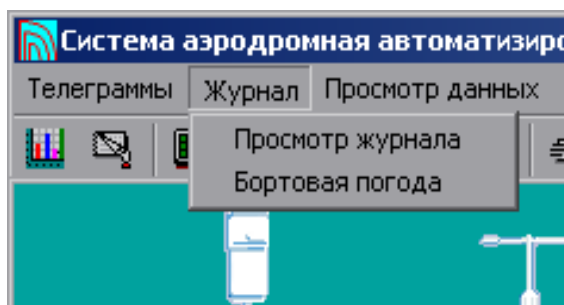 Система аэродромная автоматизиро
Телеграммы Журнал Просмотр данных
Просмотр журнала
Бортовая погода